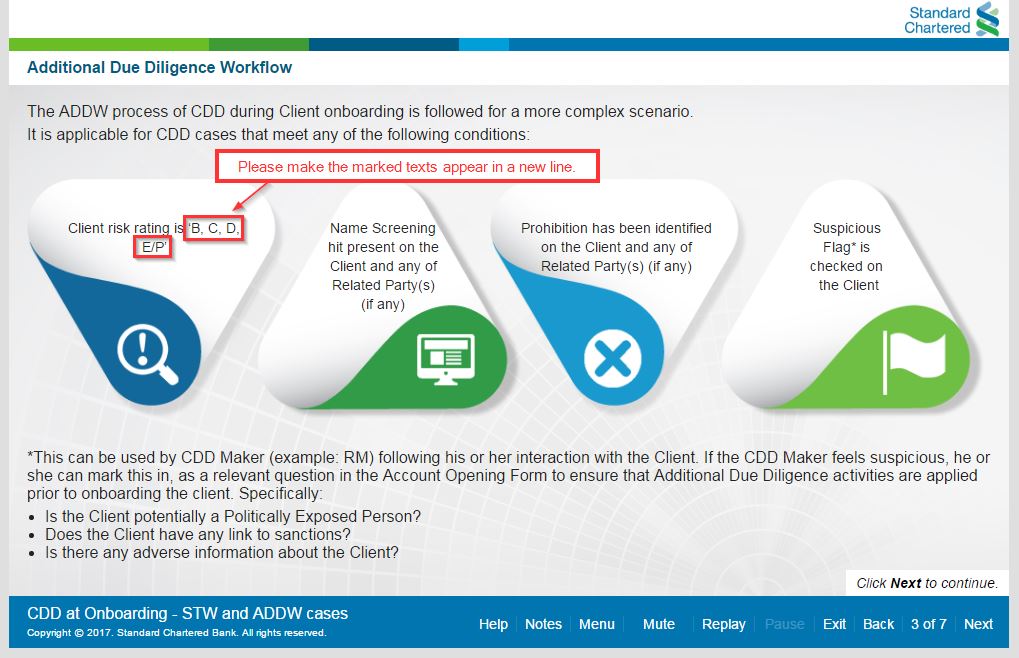 Standard
Chartered
Additional Due Diligence Workflow
The ADDW process of CDD during Client onboarding is followed for a more complex scenario.
It is applicable for CDD cases that meet any of the following conditions:
Please make the marked texts appear in a new line.
Client risk rating is ‘B, C, D,
E/P’
Name Screening
hit present on the
Client and any of
Related Party(s)
(if any)
Prohibition has been identified
on the Client and any of
Related Party(s) (if any)
Suspicious
Flag* is
checked on
the Client
*This can be used by CDD Maker (example: RM) following his or her interaction with the Client. If the CDD Maker feels suspicious, he or
she can mark this in, as a relevant question in the Account Opening Form to ensure that Additional Due Diligence activities are applied
prior to onboarding the client. Specifically:
• Is the Client potentially a Politically Exposed Person?
• Does the Client have any link to sanctions?
• Is there any adverse information about the Client?
Click Next to continue.
CDD at Onboarding - STW and ADDW cases
Copyright © 2017. Standard Chartered Bank. All rights reserved.
Help Notes Menu Mute Replay Pause Exit Back 3 of 7 Next